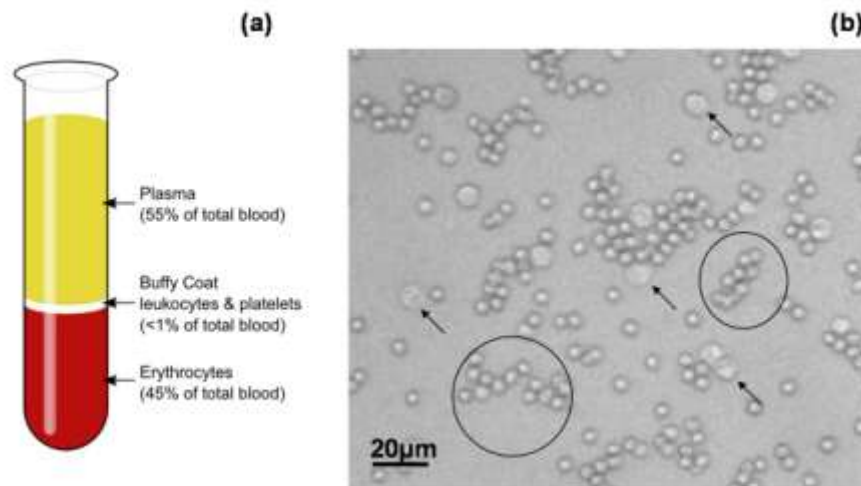 (a)
Plasma
(55% of total blood)
Buffy Coat
leukocytes & platelets
(<1% of total blood)
Erythrocytes
(45% of total blood)
(b)
20μm